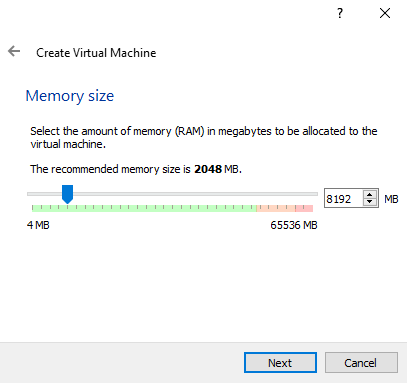 ?
Create Virtual Machine
Memory size
Select the amount of memory (RAM) in megabytes to be allocated to the
virtual machine.
The recommended memory size is 2048 MB.
8192 MB
4 MB 65536 MB
Next Cancel